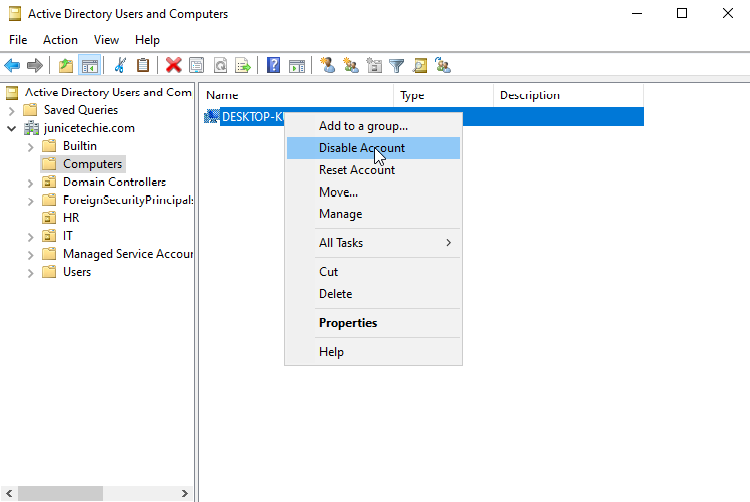 Active Directory Users and Computers
File Action View Help
Active Directory Users and Com
Saved Queries
junicetechie.com
Builtin
Computers
Domain Controllers
ForeignSecurityPrincipals
HR
IT
Managed Service Accour
Users
Name Type Description
DESKTOP-K
Add to a group...
Disable Account
Reset Account
Move...
Manage
All Tasks
Cut
Delete
Properties
Help